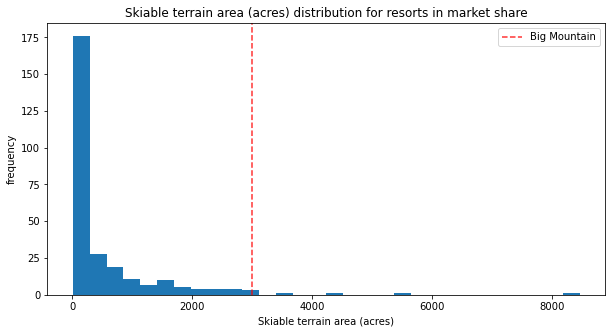 Skiable terrain area (acres) distribution for resorts in market share
Big Mountain
frequency
175
150
125
100
75
50
25
0
0 2000 4000 6000 8000
Skiable terrain area (acres)